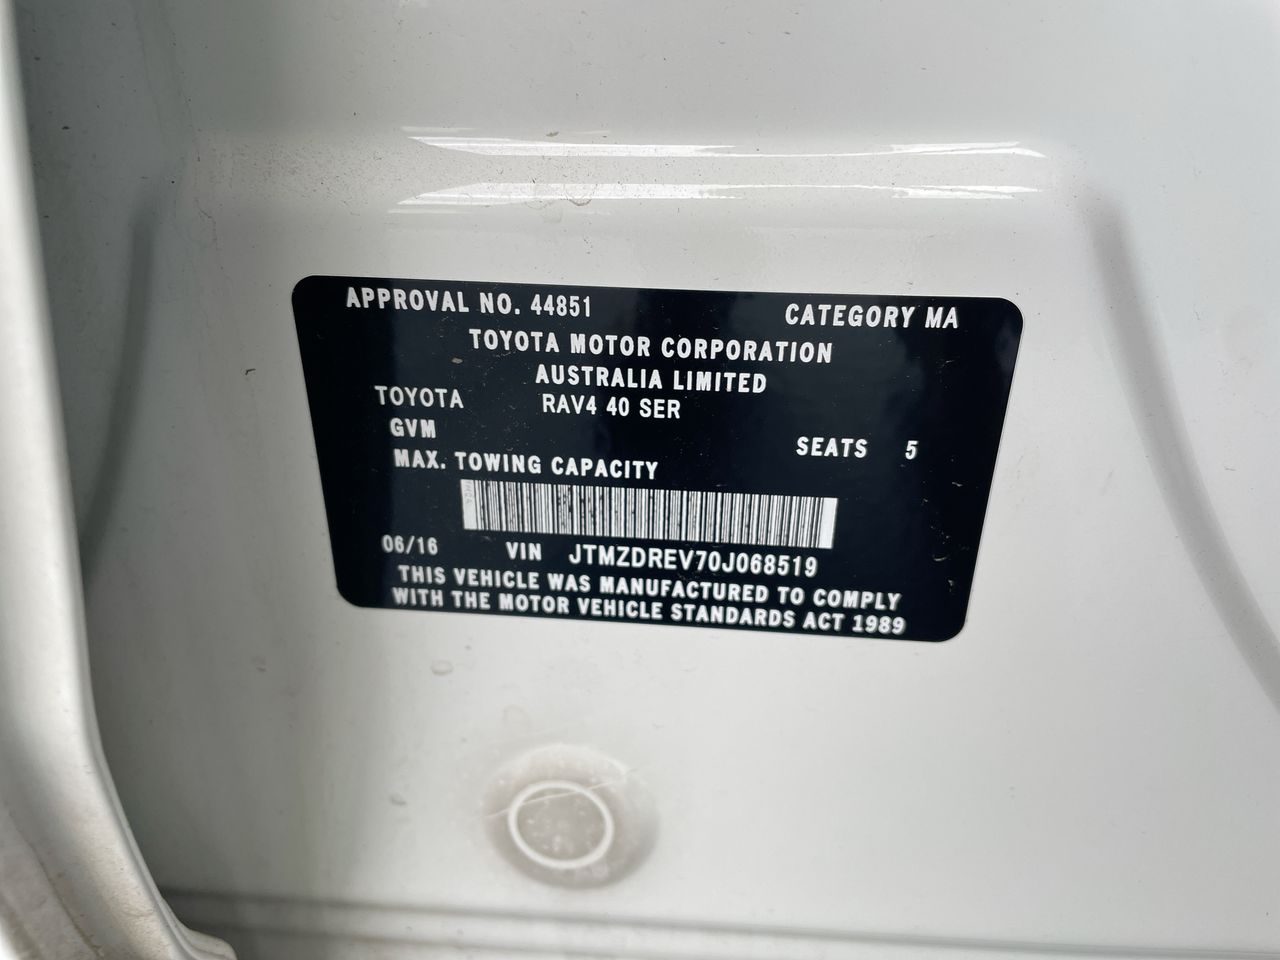 APPROVAL NO. 44851 CATEGORY MA
TOYOTA MOTOR CORPORATION
AUSTRALIA LIMITED
TOYOTA RAV4 40 SER
GVM SEATS 5
MAX. TOWING CAPACITY
06/16 VIN JTMZDREV70J068519
THIS VEHICLE WAS MANUFACTURED TO COMPLY
WITH THE MOTOR VEHICLE STANDARDS ACT 1989